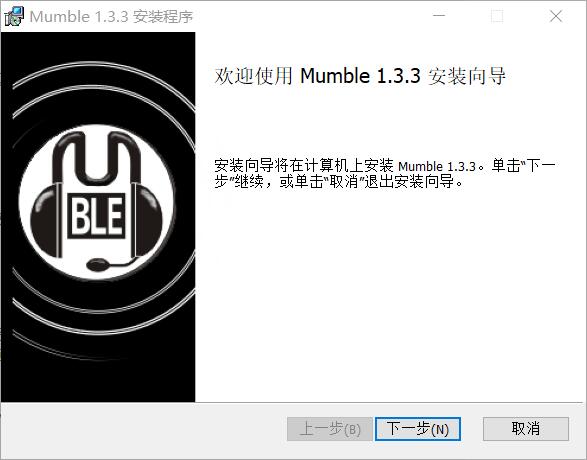 Mumble 1.3.3 安装程序
欢迎使用 Mumble 1.3.3 安装向导
安装向导将在计算机上安装 Mumble 1.3.3。单击“下一
步”继续，或单击“取消”退出安装向导。
BLE
上一步(B) 下一步(N) 取消